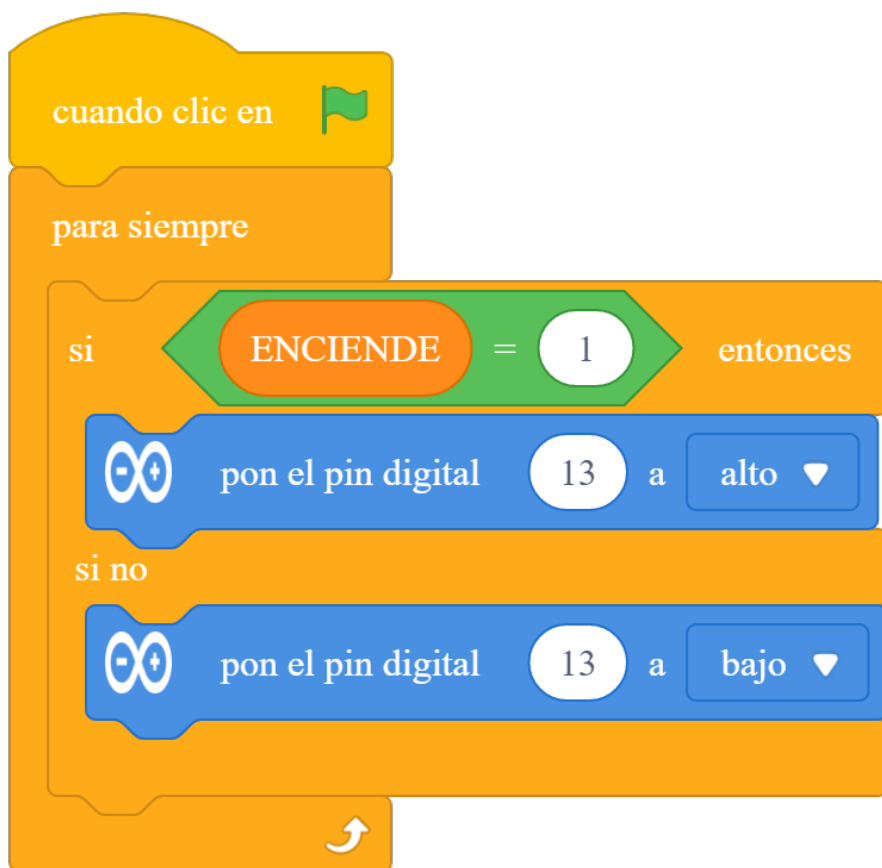 cuando clic en
para siempre
si ENCIENDE = 1 entonces
pon el pin digital 13 a alto
si no
pon el pin digital 13 a bajo